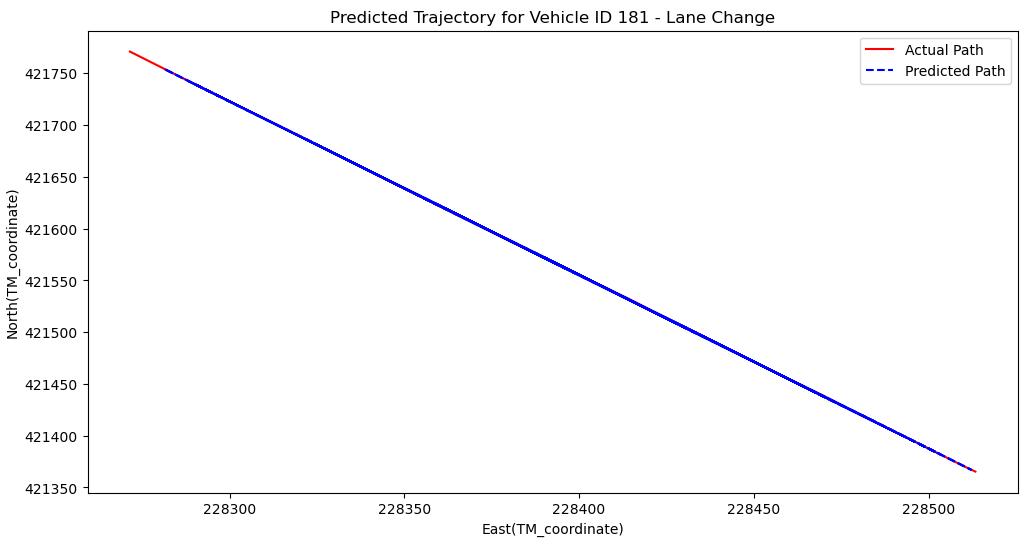 Predicted Trajectory for Vehicle ID 181 - Lane Change
Actual Path
Predicted Path
North(TM_coordinate)
421750
421700
421650
421600
421550
421500
421450
421400
421350
228300 228350 228400 228450 228500
East(TM_coordinate)